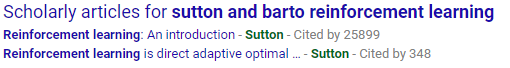 Scholarly articles for sutton and barto reinforcement learning
Reinforcement learning: An introduction - Sutton - Cited by 25899
Reinforcement learning is direct adaptive optimal ... - Sutton - Cited by 348